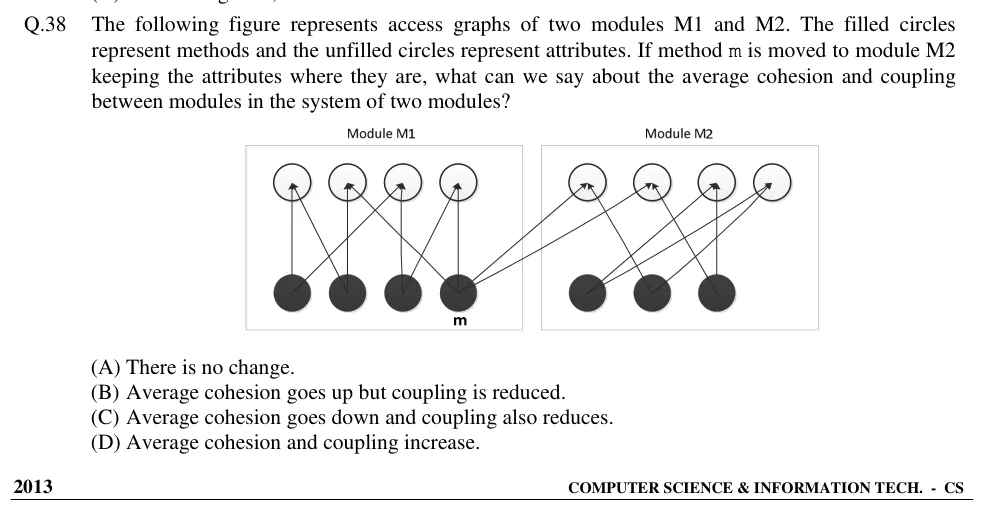 Q.38 The following figure represents access graphs of two modules M1 and M2. The filled circles
represent methods and the unfilled circles represent attributes. If method m is moved to module M2
keeping the attributes where they are, what can we say about the average cohesion and coupling
between modules in the system of two modules?
Module M1 Module M2
m
(A) There is no change.
(B) Average cohesion goes up but coupling is reduced.
(C) Average cohesion goes down and coupling also reduces.
(D) Average cohesion and coupling increase.
2013 COMPUTER SCIENCE & INFORMATION TECH. - CS